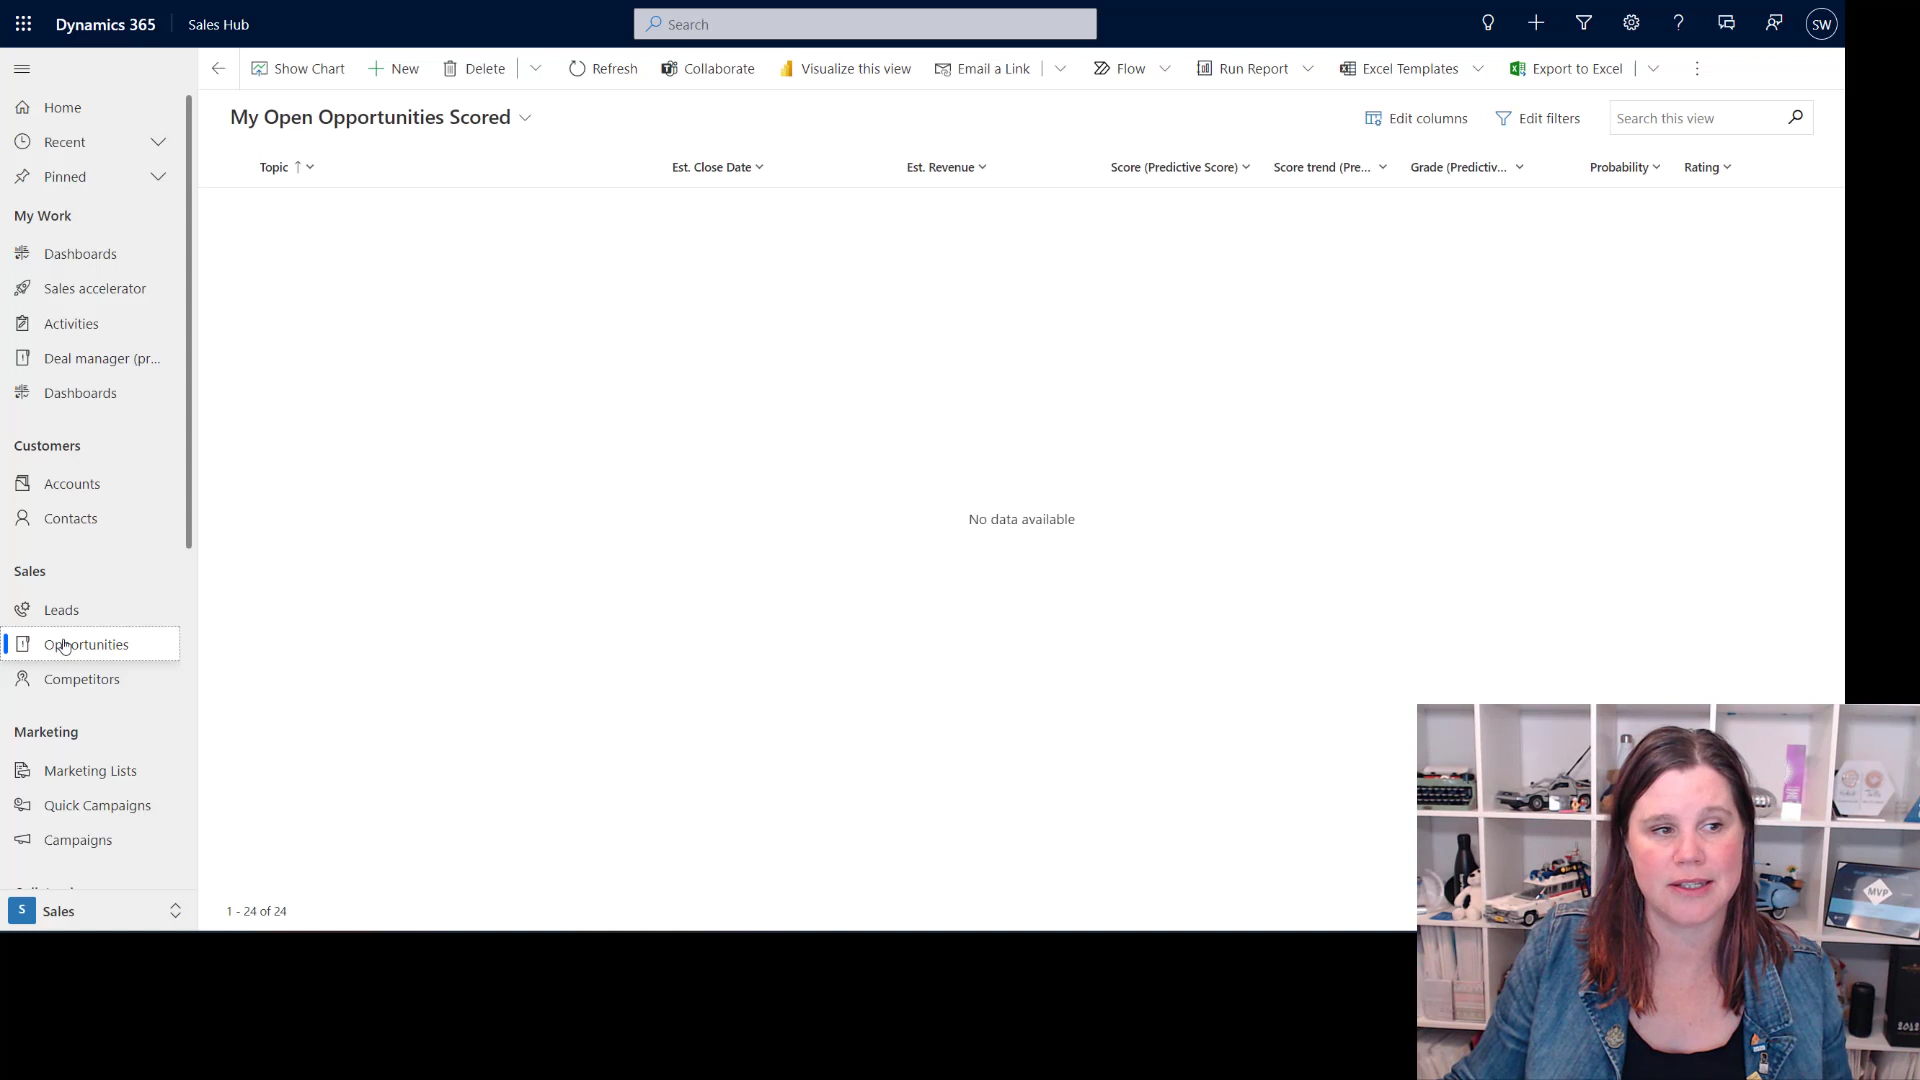 Dynamics 365
Sales Hub
Search
SW
Show Chart
New
Delete
Refresh
Collaborate
Visualize this view
Email a Link
Flow
Run Report
Excel Templates
Export to Excel
Home
Recent
Pinned
My Work
Dashboards
Sales accelerator
Activities
Deal manager (pr...
Dashboards
Customers
Accounts
Contacts
Sales
Leads
Opportunities
Competitors
Marketing
Marketing Lists
Quick Campaigns
Campaigns
S
Sales
My Open Opportunities Scored
Edit columns
Edit filters
Search this view
Topic
Est. Close Date
Est. Revenue
Score (Predictive Score)
Score trend (Pre...
Grade (Predictiv...
Probability
Rating
No data available
1 - 24 of 24
MVP